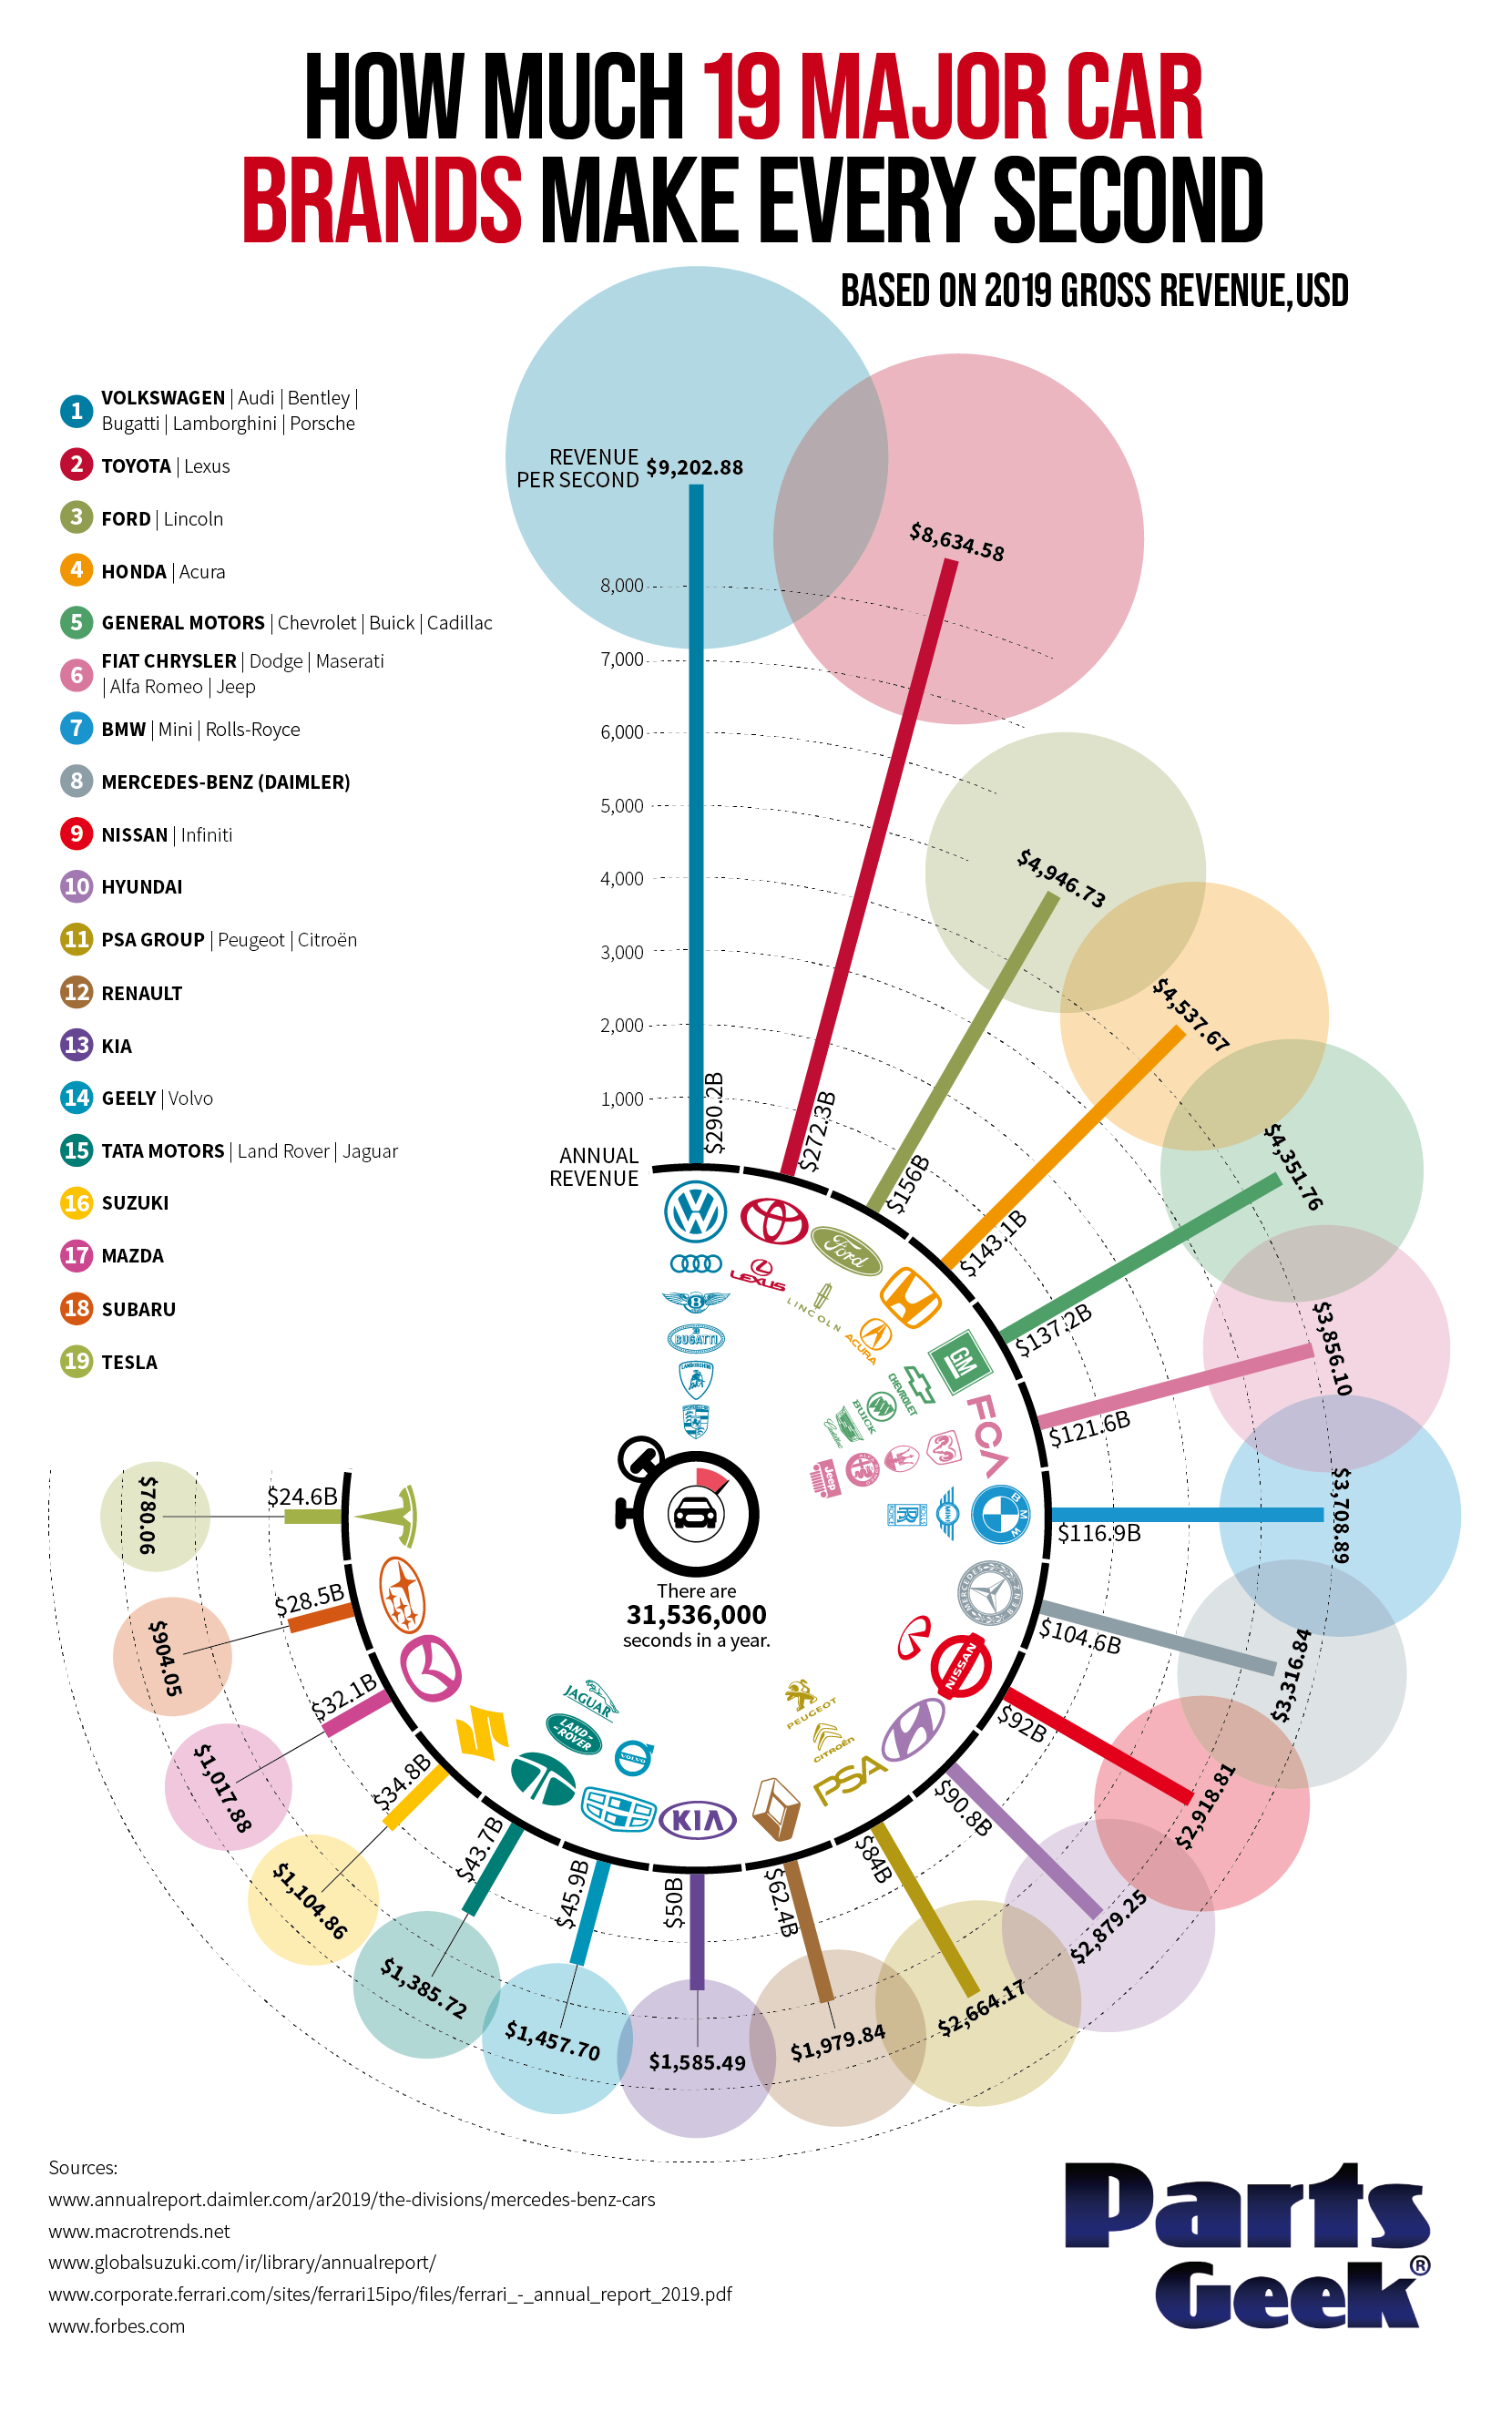 HOW MUCH 19 MAJOR CAR
BRANDS MAKE EVERY SECOND
BASED ON 2019 GROSS REVENUE,USD
1 VOLKSWAGEN | Audi | Bentley |
Bugatti | Lamborghini | Porsche
2 TOYOTA | Lexus
3 FORD | Lincoln
4 HONDA | Acura
5 GENERAL MOTORS | Chevrolet | Buick | Cadillac
6 FIAT CHRYSLER | Dodge | Maserati
| Alfa Romeo | Jeep
7 BMW | Mini | Rolls-Royce
8 MERCEDES-BENZ (DAIMLER)
9 NISSAN | Infiniti
10 HYUNDAI
11 PSA GROUP | Peugeot | Citroën
12 RENAULT
13 KIA
14 GEELY | Volvo
15 TATA MOTORS | Land Rover | Jaguar
16 SUZUKI
17 MAZDA
18 SUBARU
19 TESLA
REVENUE
PER SECOND
$9,202.88
$8,634.58
$4,946.73
$4,537.67
$4,351.76
$3,856.10
$3,708.89
$3,316.84
$2,918.81
$2,879.25
$2,664.17
$1,979.84
$1,585.49
$1,457.70
$1,385.72
$1,104.86
$1,017.88
$904.05
$780.06
8,000
7,000
6,000
5,000
4,000
3,000
2,000
1,000
ANNUAL
REVENUE
$290.2B
$272.3B
$156B
$143.1B
$137.2B
$121.6B
$116.9B
$104.6B
$92B
$90.8B
$84B
$62.4B
$50B
$45.9B
$43.7B
$34.8B
$32.1B
$28.5B
$24.6B
B
BUGATTI
LAMBORGHINI
LEXUS
Ford
LINCOLN
ACURA
GM
CHEVROLET
BUICK
Cadillac
FCA
Jeep
BMW
MINI
ROLLS
RR
ROYCE
MERCEDES
BENZ
NISSAN
PSA
PEUGEOT
CITROËN
KIA
VOLVO
JAGUAR
LAND-
-ROVER
There are
31,536,000
seconds in a year.
Sources:
www.annualreport.daimler.com/ar2019/the-divisions/mercedes-benz-cars
www.macrotrends.net
www.globalsuzuki.com/ir/library/annualreport/
www.corporate.ferrari.com/sites/ferrari15ipo/files/ferrari_-_annual_report_2019.pdf
www.forbes.com
Parts
Geek®